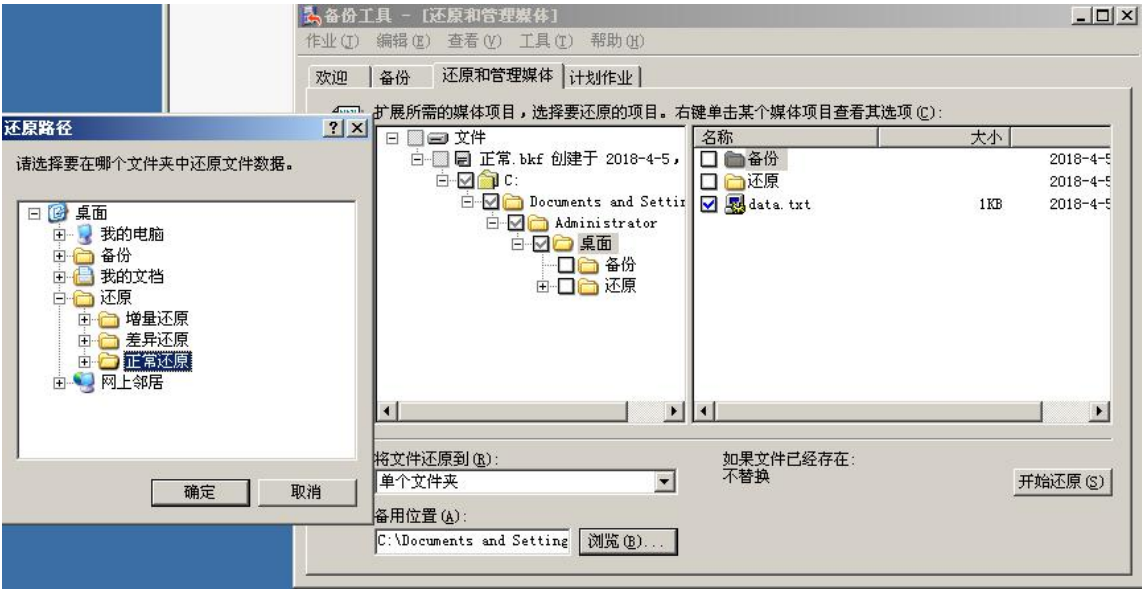 备份工具 - [还原和管理媒体]
作业(J) 编辑(E) 查看(V) 工具(T) 帮助(H)
欢迎 备份 还原和管理媒体 计划作业
扩展所需的媒体项目，选择要还原的项目。右键单击某个媒体项目查看其选项(C):
文件
正常.bkf 创建于 2018-4-5,
C:
Documents and Settin
Administrator
桌面
备份
还原
名称 大小
备份 2018-4-5
还原 2018-4-5
data.txt 1KB 2018-4-5
将文件还原到(R):
单个文件夹
备用位置(A):
C:\Documents and Setting 浏览(B)...
如果文件已经存在:
不替换
开始还原(S)
还原路径
请选择要在哪个文件夹中还原文件数据。
桌面
我的电脑
备份
我的文档
还原
增量还原
差异还原
正常还原
网上邻居
确定 取消